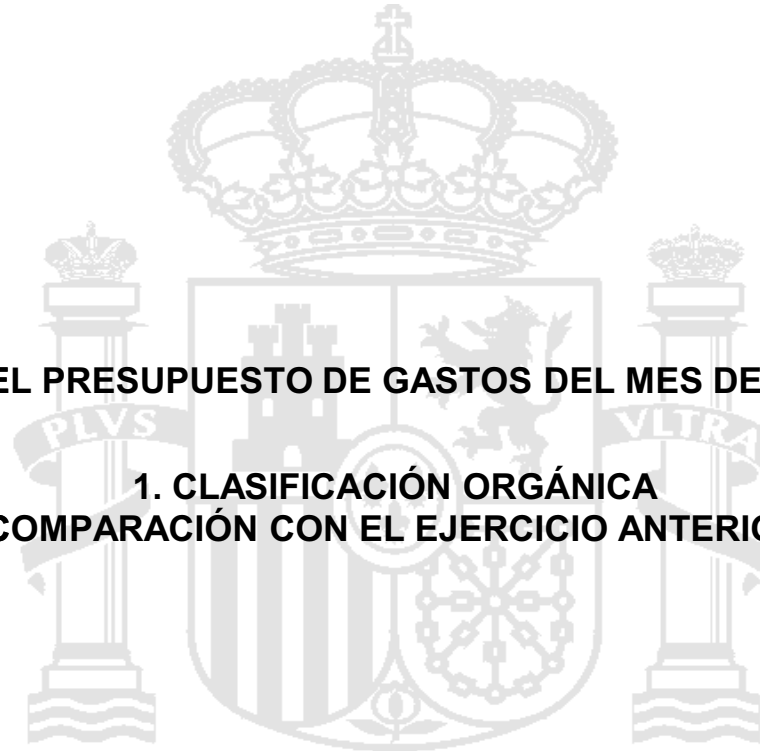 EL PRESUPUESTO DE GASTOS DEL MES DE
PLVS VLTRA
1. CLASIFICACIÓN ORGÁNICA
COMPARACIÓN CON EL EJERCICIO ANTERIO